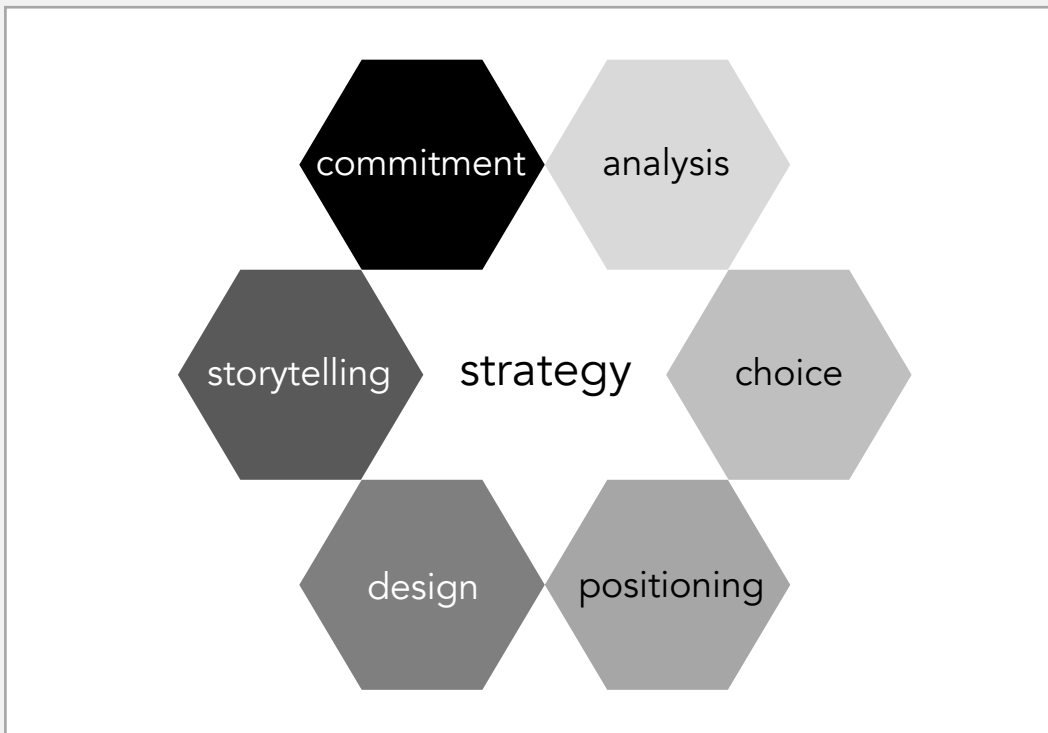 commitment
analysis
storytelling
strategy
choice
design
positioning